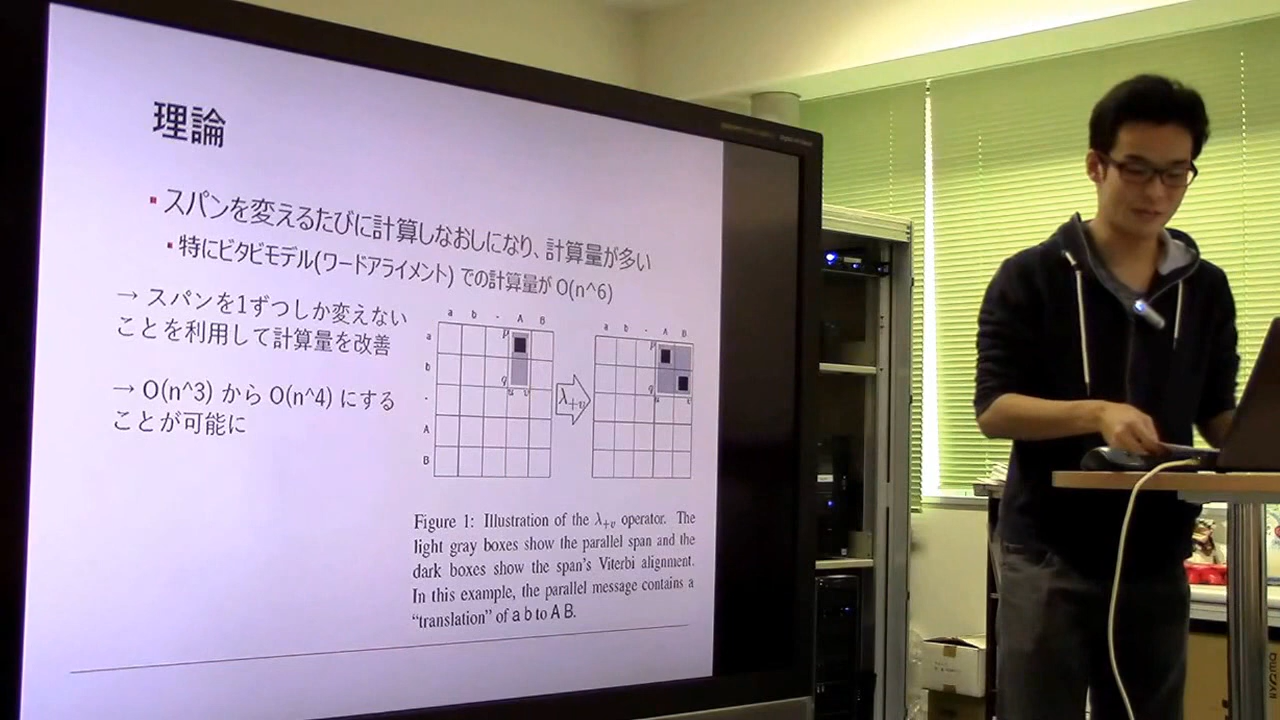 理論
スパンを変えるたびに計算しなおしになり、計算量が多い
特にビタビモデル(ワードアライメント) での計算量が O(n^6)
→ スパンを1ずつしか変えない
ことを利用して計算量を改善
→ O(n^3) から O(n^4) にする
ことが可能に
a b - A B
a
b
-
A
B
p
q
u v
λ+v
a b - A B
p
q
u v
Figure 1: Illustration of the λ+v operator. The
light gray boxes show the parallel span and the
dark boxes show the span's Viterbi alignment.
In this example, the parallel message contains a
“translation” of a b to A B.